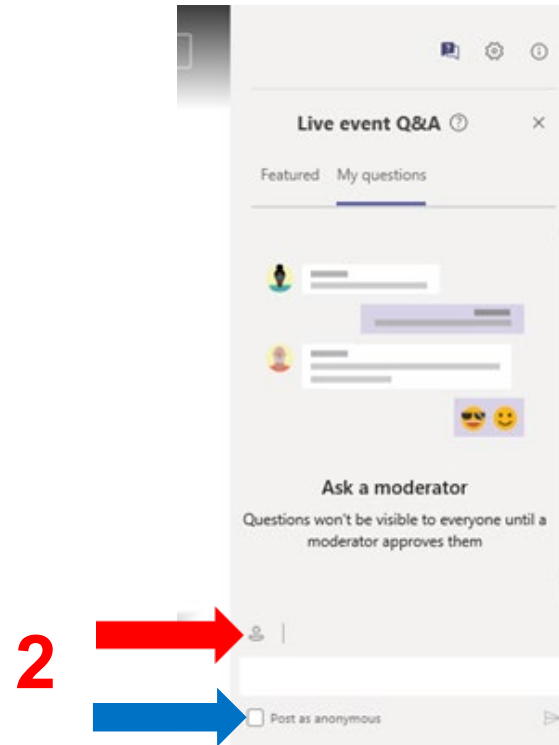 Live event Q&A
Featured My questions
Ask a moderator
Questions won't be visible to everyone until a
moderator approves them
2
Post as anonymous